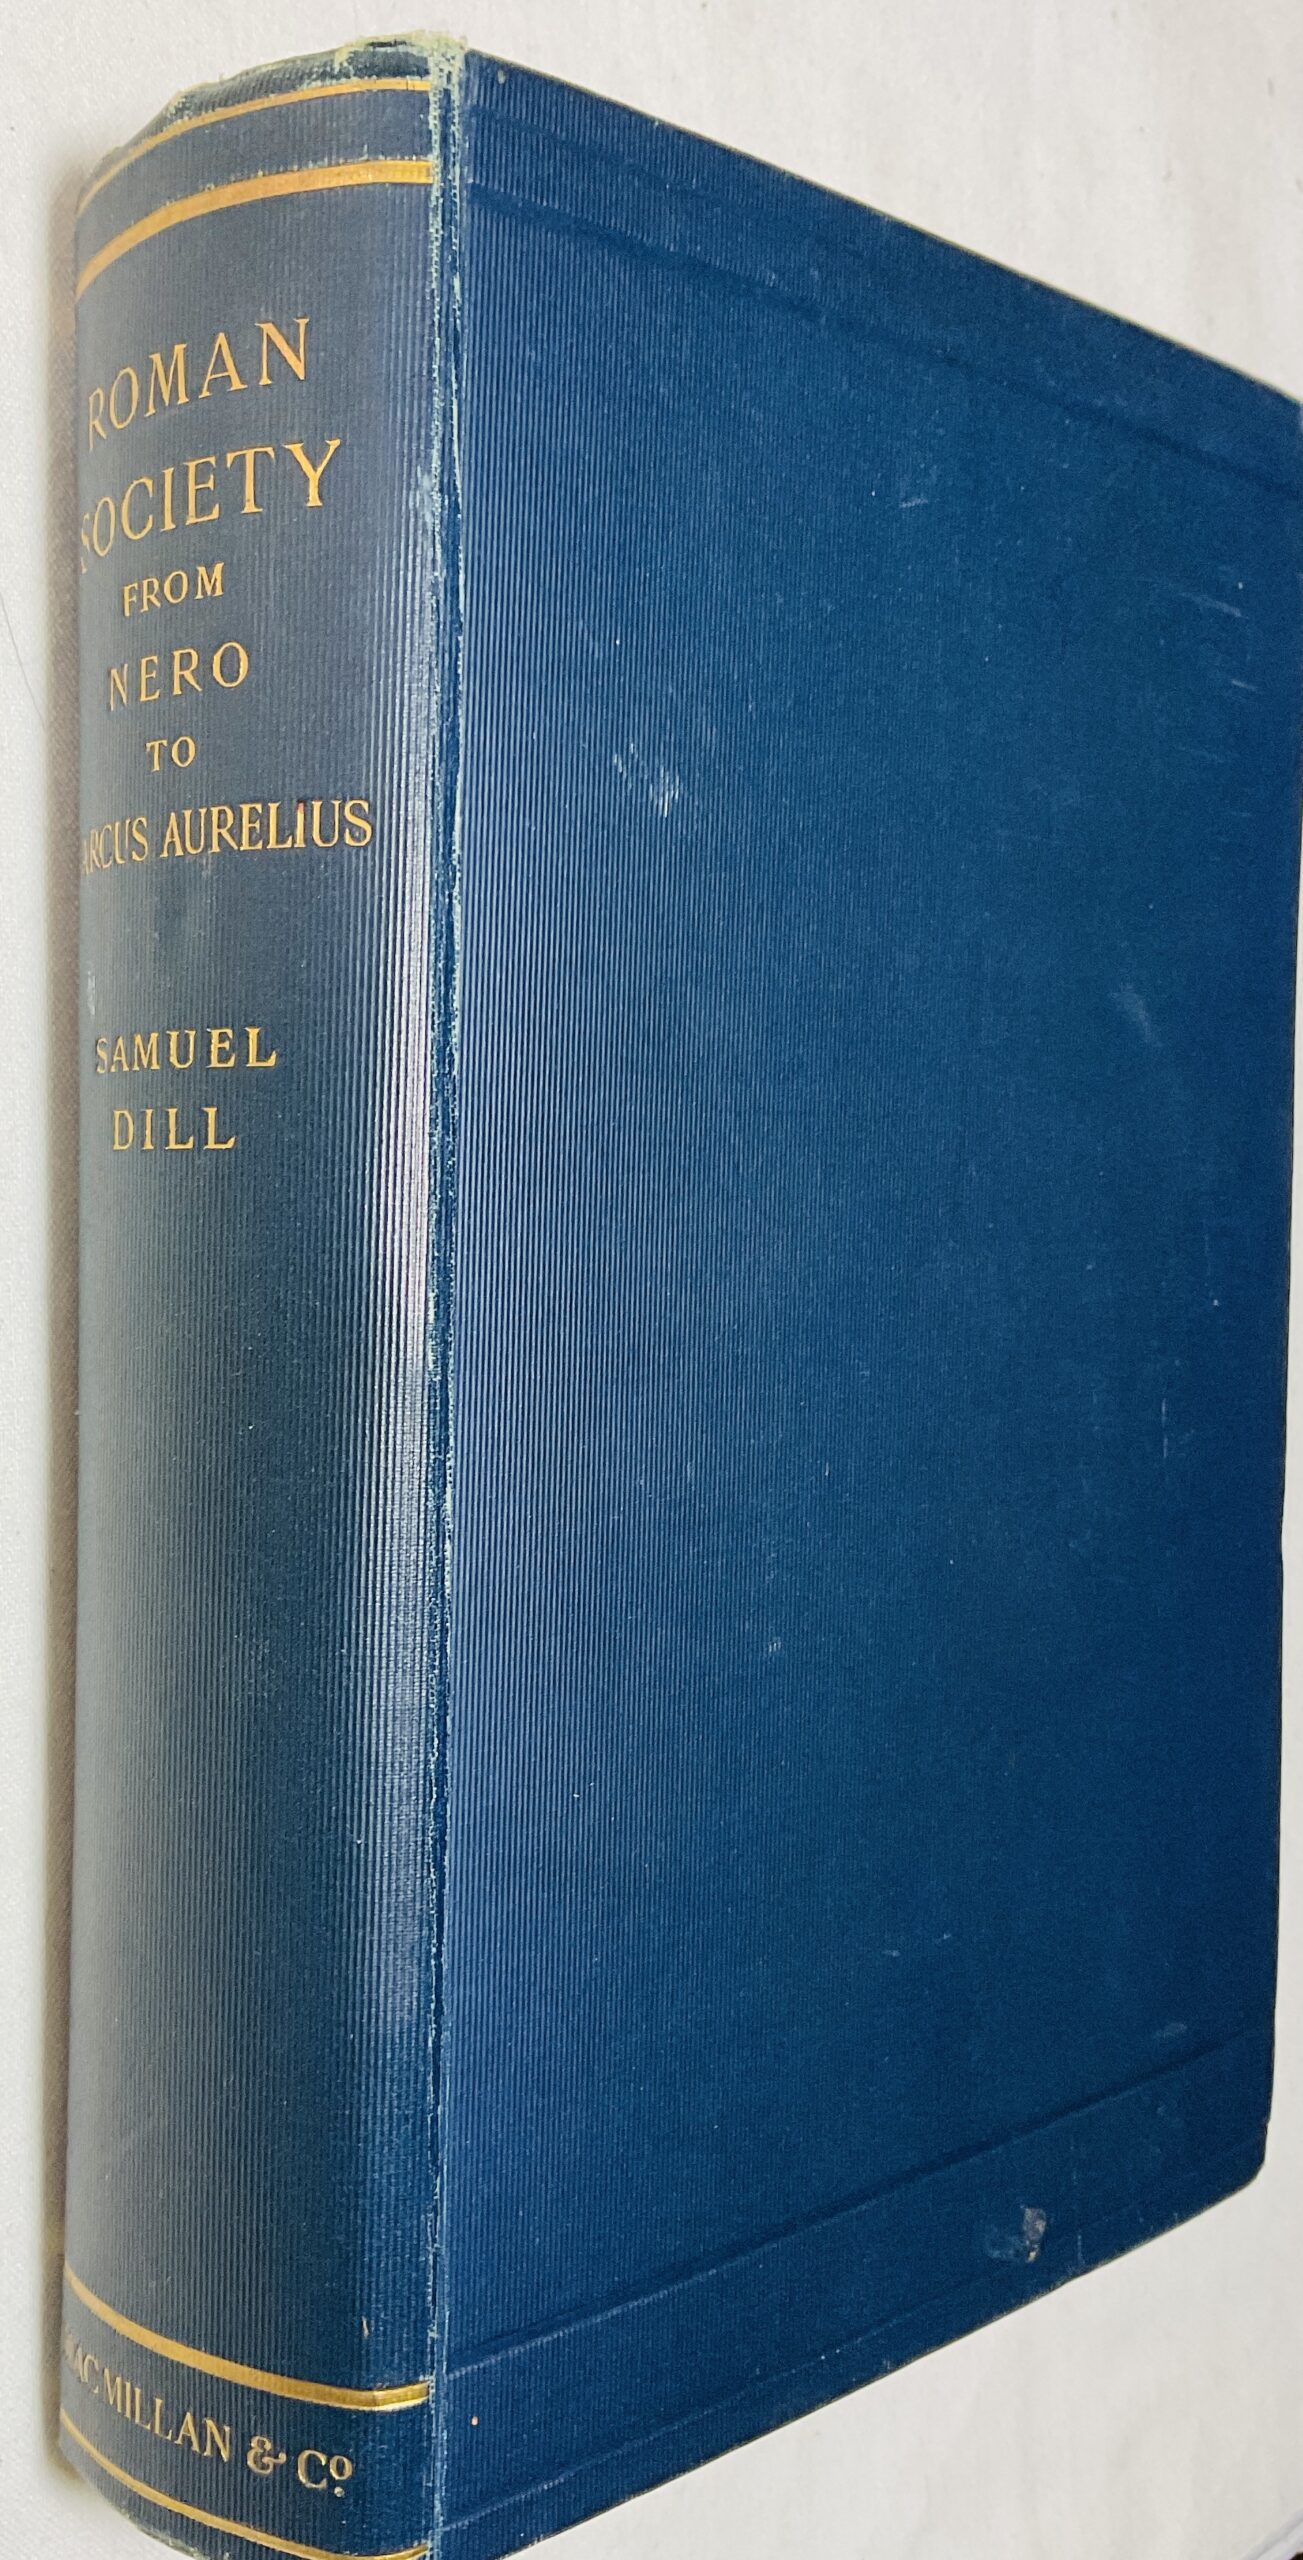 ROMAN
SOCIETY
FROM
NERO
TO
ARCUS AURELIUS
SAMUEL
DILL
MACMILLAN & Co.